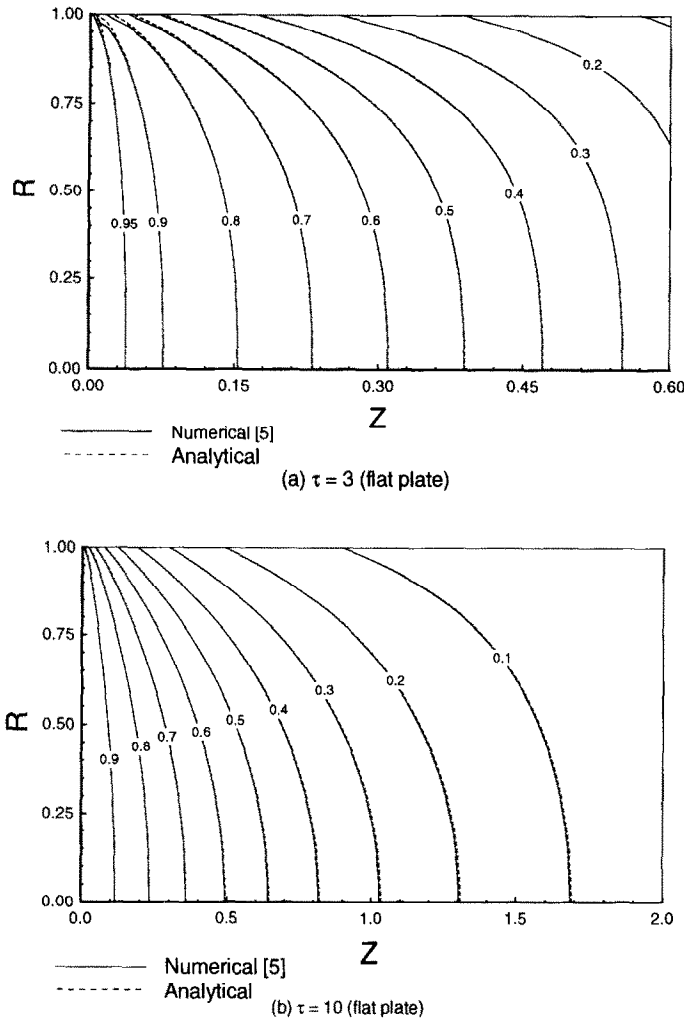 1.00
0.75
0.50
0.25
0.00
R
0.95
0.9
0.8
0.7
0.6
0.5
0.4
0.3
0.2
0.00 0.15 0.30 0.45 0.60
Z
Numerical [5]
Analytical
(a) τ = 3 (flat plate)
1.00
0.75
0.50
0.25
0.00
R
0.9
0.8
0.7
0.6
0.5
0.4
0.3
0.2
0.1
0.0 0.5 1.0 1.5 2.0
Z
Numerical [5]
Analytical
(b) τ = 10 (flat plate)